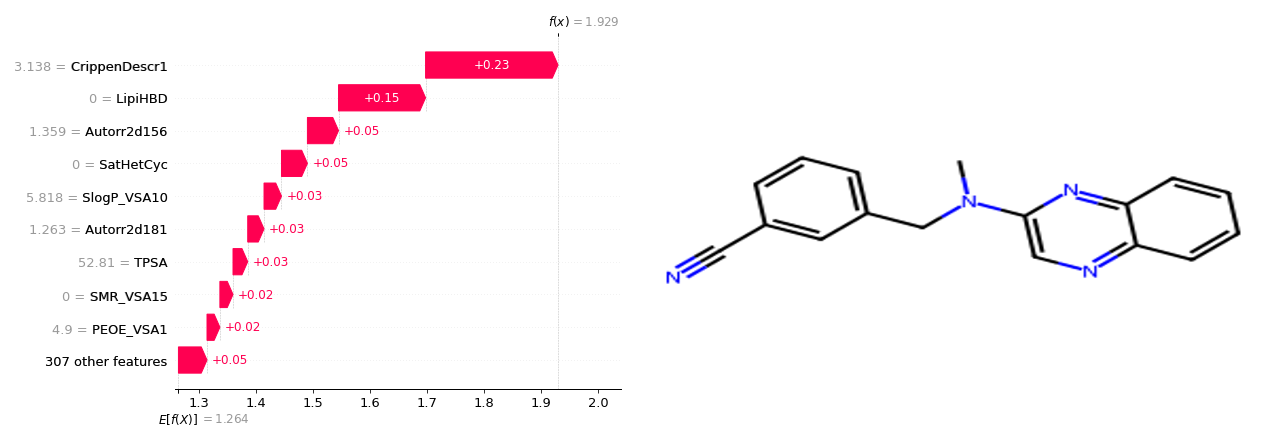 f(x) = 1.929
3.138 = CrippenDescr1 +0.23
0 = LipiHBD +0.15
1.359 = Autorr2d156 +0.05
0 = SatHetCyc +0.05
5.818 = SlogP_VSA10 +0.03
1.263 = Autorr2d181 +0.03
52.81 = TPSA +0.03
0 = SMR_VSA15 +0.02
4.9 = PEOE_VSA1 +0.02
307 other features +0.05
1.3 1.4 1.5 1.6 1.7 1.8 1.9 2.0
E[f(X)] = 1.264
N
N
N
N